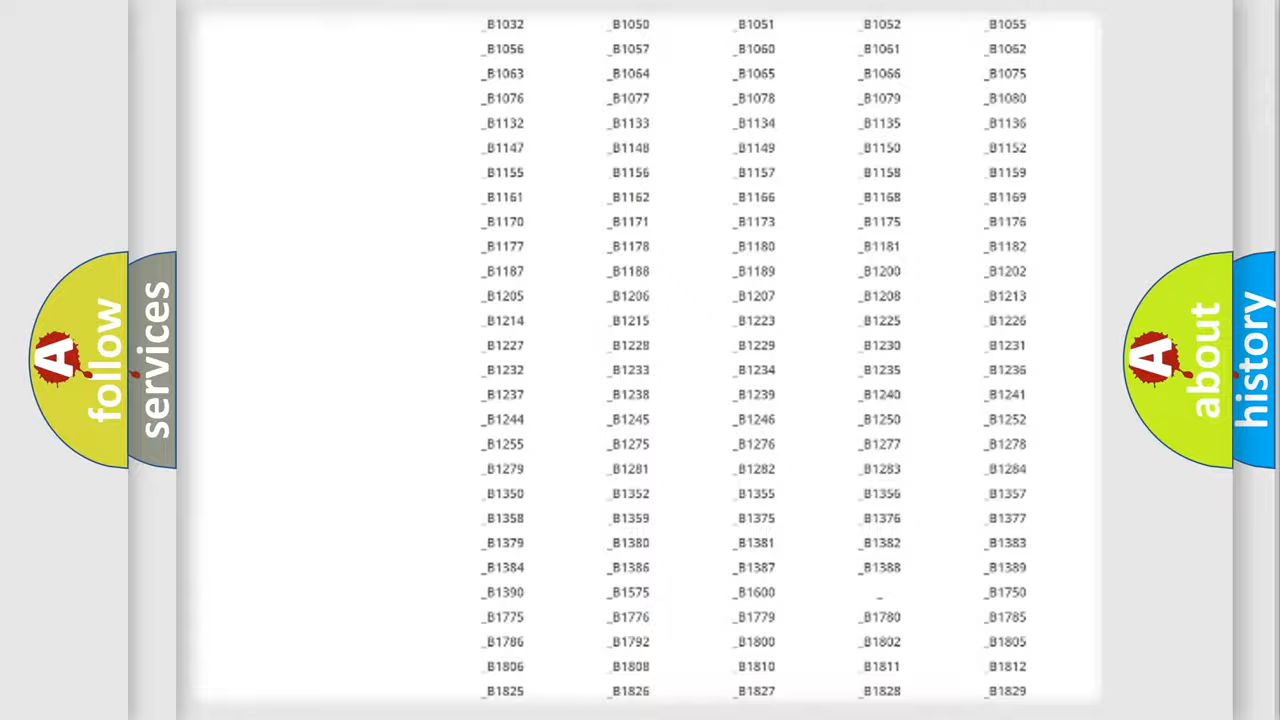 _B1032 _B1050 _B1051 _B1052 _B1055
_B1056 _B1057 _B1060 _B1061 _B1062
_B1063 _B1064 _B1065 _B1066 _B1075
_B1076 _B1077 _B1078 _B1079 _B1080
_B1132 _B1133 _B1134 _B1135 _B1136
_B1147 _B1148 _B1149 _B1150 _B1152
_B1155 _B1156 _B1157 _B1158 _B1159
_B1161 _B1162 _B1166 _B1168 _B1169
_B1170 _B1171 _B1173 _B1175 _B1176
_B1177 _B1178 _B1180 _B1181 _B1182
_B1187 _B1188 _B1189 _B1200 _B1202
_B1205 _B1206 _B1207 _B1208 _B1213
_B1214 _B1215 _B1223 _B1225 _B1226
_B1227 _B1228 _B1229 _B1230 _B1231
_B1232 _B1233 _B1234 _B1235 _B1236
_B1237 _B1238 _B1239 _B1240 _B1241
_B1244 _B1245 _B1246 _B1250 _B1252
_B1255 _B1275 _B1276 _B1277 _B1278
_B1279 _B1281 _B1282 _B1283 _B1284
_B1350 _B1352 _B1355 _B1356 _B1357
_B1358 _B1359 _B1375 _B1376 _B1377
_B1379 _B1380 _B1381 _B1382 _B1383
_B1384 _B1386 _B1387 _B1388 _B1389
_B1390 _B1575 _B1600 _ _B1750
_B1775 _B1776 _B1779 _B1780 _B1785
_B1786 _B1792 _B1800 _B1802 _B1805
_B1806 _B1808 _B1810 _B1811 _B1812
_B1825 _B1826 _B1827 _B1828 _B1829
A
follow
services
A
about
history